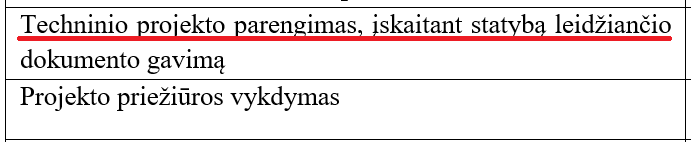 Techninio projekto parengimas, įskaitant statybą leidžiančio
dokumento gavimą
Projekto priežiūros vykdymas